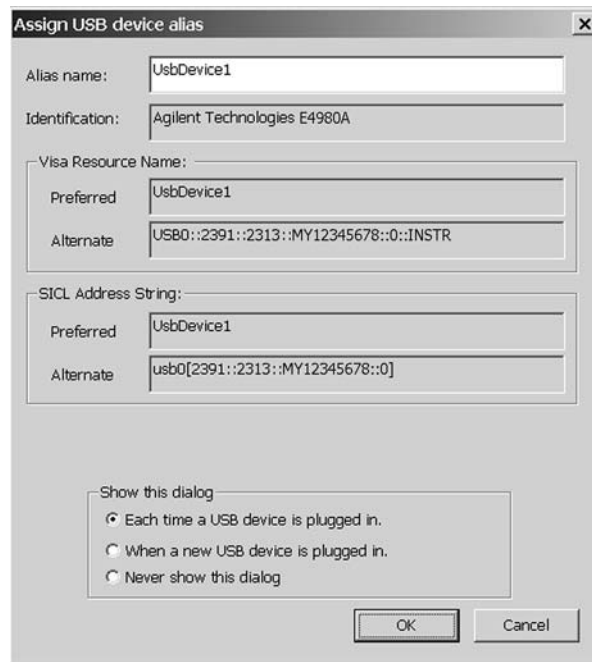 Assign USB device alias
Alias name: UsbDevice1
Identification: Agilent Technologies E4980A
Visa Resource Name:
Preferred UsbDevice1
Alternate USB0::2391::2313::MY12345678::0::INSTR
SICL Address String:
Preferred UsbDevice1
Alternate usb0[2391::2313::MY12345678::0]
Show this dialog
Each time a USB device is plugged in.
When a new USB device is plugged in.
Never show this dialog
OK Cancel